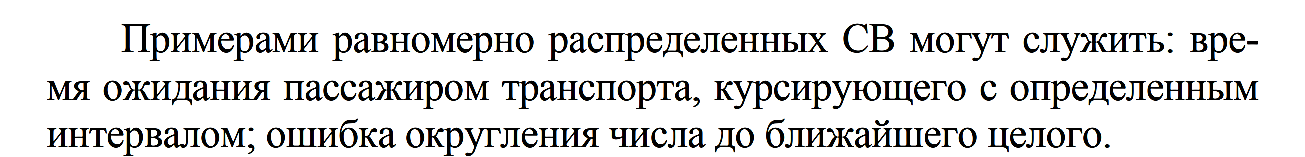 Примерами равномерно распределенных СВ могут служить: вре-
мя ожидания пассажиром транспорта, курсирующего с определенным
интервалом; ошибка округления числа до ближайшего целого.